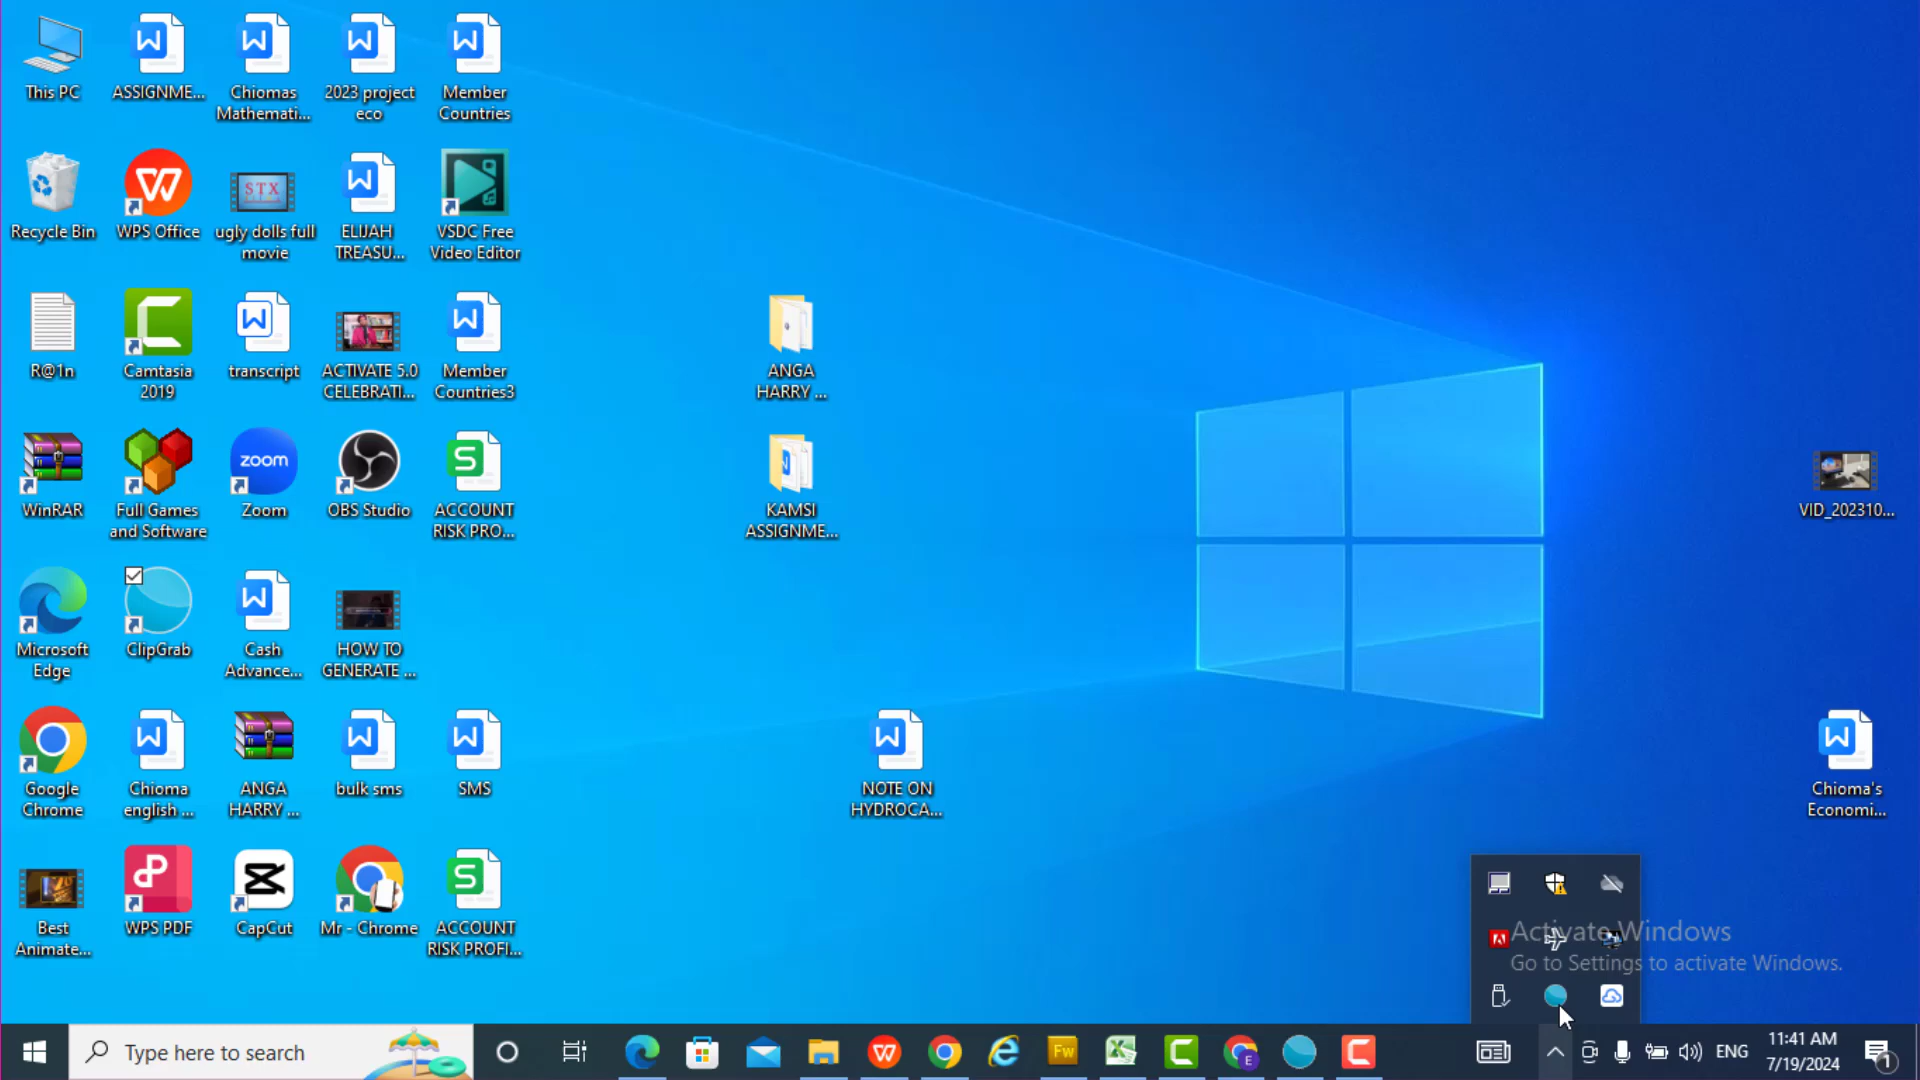 This PC
ASSIGNME...
Chiomas
Mathemati...
2023 project
eco
Member
Countries
Recycle Bin
WPS Office
STX
ugly dolls full
movie
ELIJAH
TREASU...
VSDC Free
Video Editor
R@1n
Camtasia
2019
transcript
ACTIVATE 5.0
CELEBRATI...
Member
Countries3
ANGA
HARRY ...
WinRAR
Full Games
and Software
zoom
Zoom
OBS Studio
ACCOUNT
RISK PRO...
KAMSI
ASSIGNME...
VID_202310...
Microsoft
Edge
ClipGrab
Cash
Advance...
HOW TO
GENERATE ...
Google
Chrome
Chioma
english ...
ANGA
HARRY ...
bulk sms
SMS
NOTE ON
HYDROCA...
Chioma's
Economi...
Best
Animate...
WPS PDF
CapCut
Mr - Chrome
ACCOUNT
RISK PROFI...
Activate Windows
Go to Settings to activate Windows.
Type here to search
Fw
E
ENG
11:41 AM
7/19/2024
1